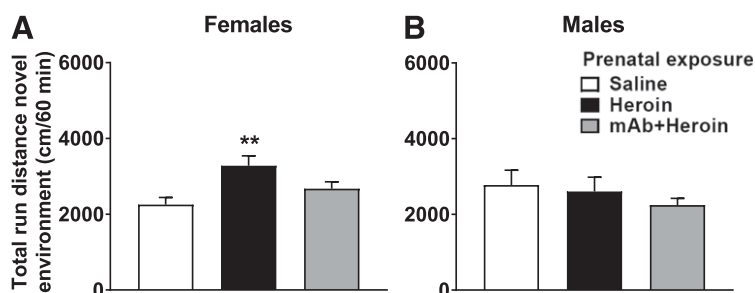 A
Females
Total run distance novel
environment (cm/60 min)
6000
4000
2000
0
**
B
Males
6000
4000
2000
0
Prenatal exposure
Saline
Heroin
mAb+Heroin